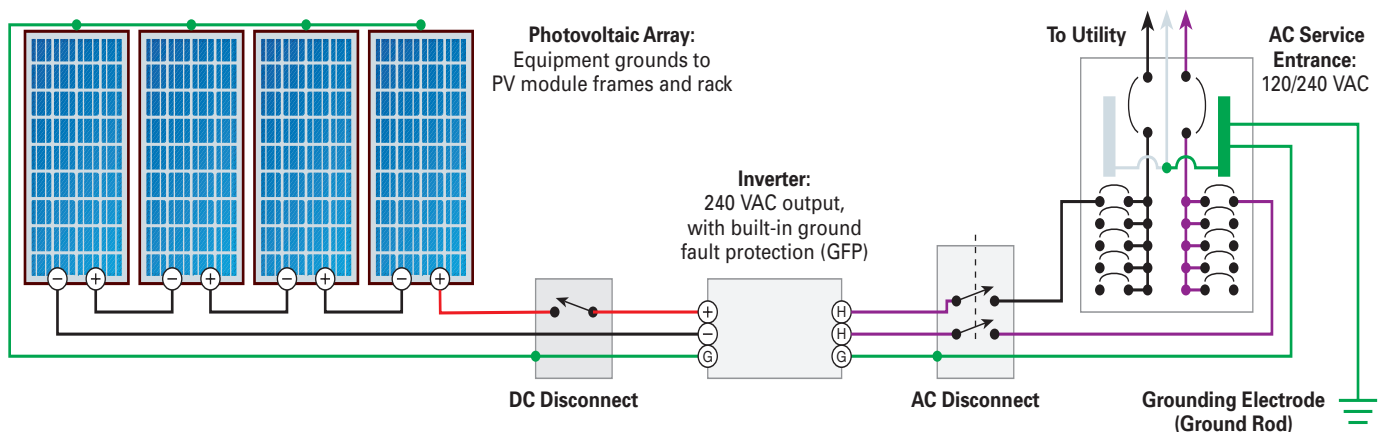 Photovoltaic Array:
Equipment grounds to
PV module frames and rack
To Utility
AC Service
Entrance:
120/240 VAC
Inverter:
240 VAC output,
with built-in ground
fault protection (GFP)
− + − + − + − +
+
−
G
H
H
G
DC Disconnect
AC Disconnect
Grounding Electrode
(Ground Rod)